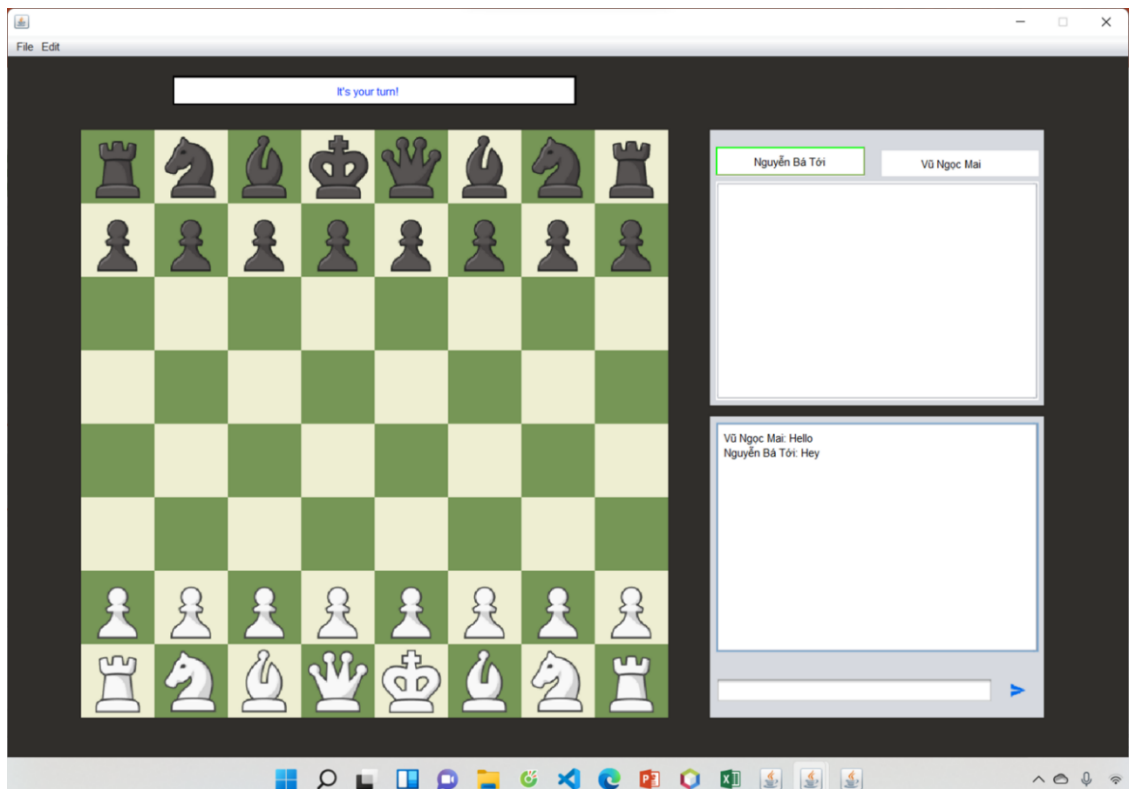 File Edit
It's your turn!
Nguyễn Bá Tới
Vũ Ngọc Mai
Vũ Ngọc Mai: Hello
Nguyễn Bá Tới: Hey